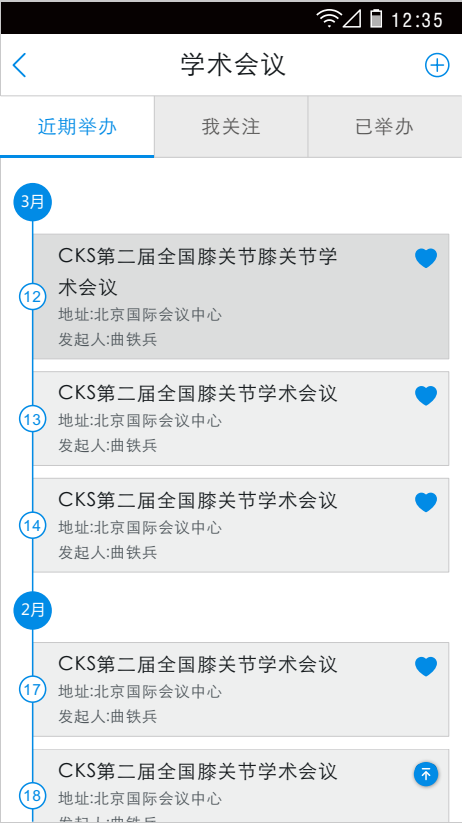 12:35
学术会议
近期举办
我关注
已举办
3月
12
CKS第二届全国膝关节膝关节学
术会议
地址:北京国际会议中心
发起人:曲铁兵
13
CKS第二届全国膝关节学术会议
地址:北京国际会议中心
发起人:曲铁兵
14
CKS第二届全国膝关节学术会议
地址:北京国际会议中心
发起人:曲铁兵
2月
17
CKS第二届全国膝关节学术会议
地址:北京国际会议中心
发起人:曲铁兵
18
CKS第二届全国膝关节学术会议
地址:北京国际会议中心